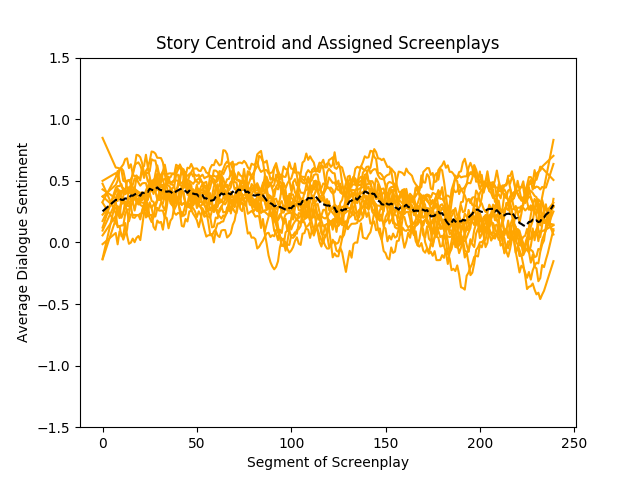 Story Centroid and Assigned Screenplays
1.5
1.0
0.5
0.0
−0.5
−1.0
−1.5
Average Dialogue Sentiment
0 50 100 150 200 250
Segment of Screenplay